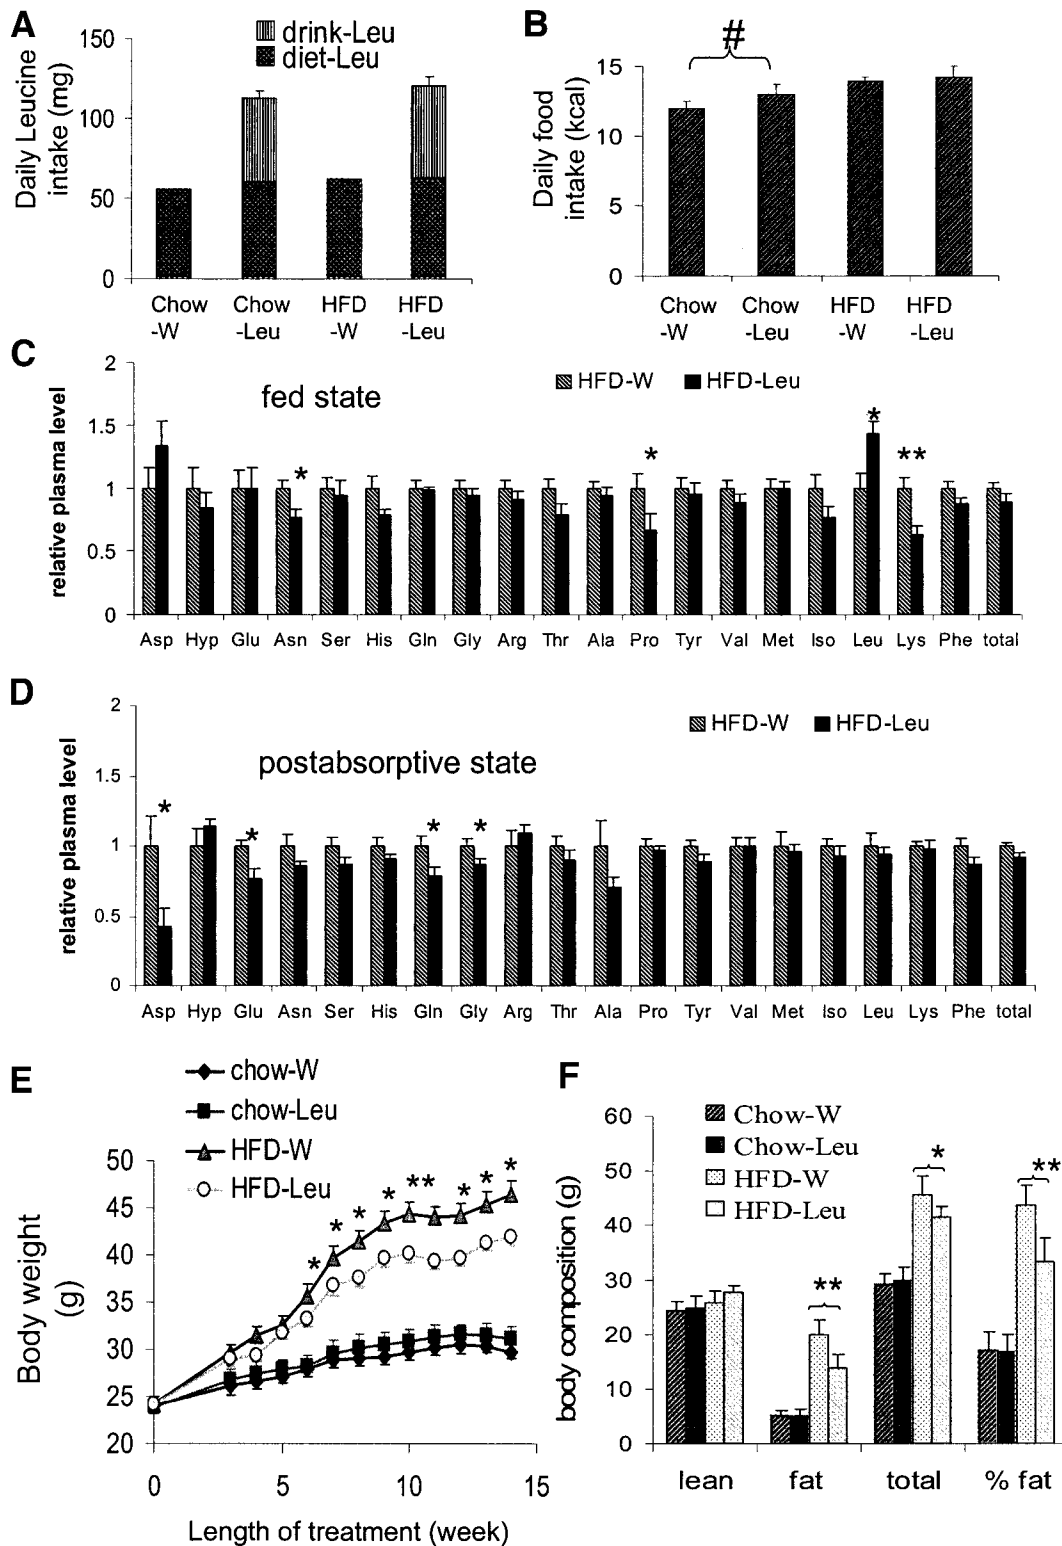 A
150
100
50
0
Daily Leucine
intake (mg)
drink-Leu
diet-Leu
Chow
-W
Chow
-Leu
HFD
-W
HFD
-Leu
B
#
15
10
5
0
Daily food
intake (kcal)
Chow
-W
Chow
-Leu
HFD
-W
HFD
-Leu
C
2
1.5
1
0.5
0
relative plasma level
fed state
HFD-W HFD-Leu
* * * **
Asp Hyp Glu Asn Ser His Gln Gly Arg Thr Ala Pro Tyr Val Met Iso Leu Lys Phe total
D
2
1.5
1
0.5
0
relative plasma level
postabsorptive state
HFD-W HFD-Leu
* * * *
Asp Hyp Glu Asn Ser His Gln Gly Arg Thr Ala Pro Tyr Val Met Iso Leu Lys Phe total
E
chow-W
chow-Leu
HFD-W
HFD-Leu
50
45
40
35
30
25
20
Body weight
(g)
* * * * ** * * *
0 5 10 15
Length of treatment (week)
F
60
50
40
30
20
10
0
body composition (g)
Chow-W
Chow-Leu
HFD-W
HFD-Leu
** * **
lean fat total % fat